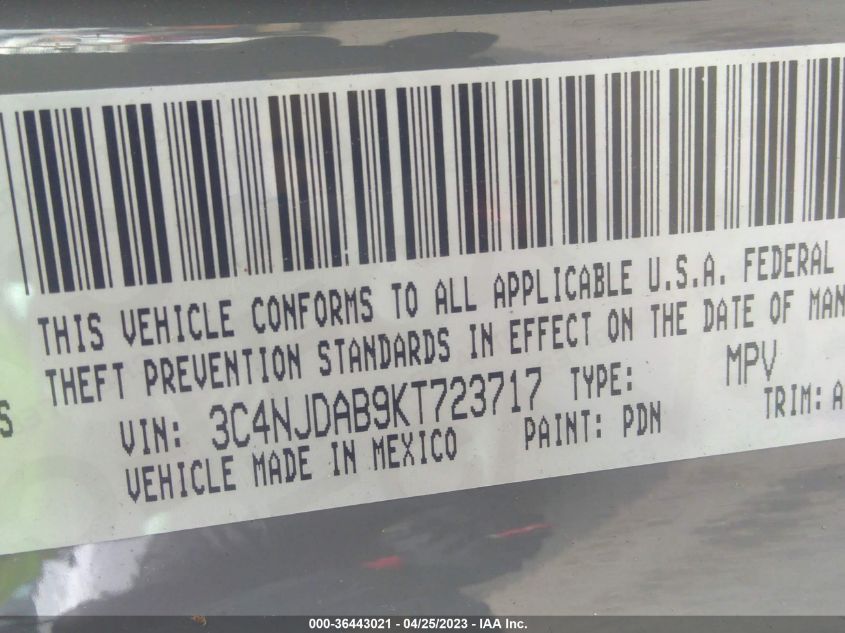 THIS VEHICLE CONFORMS TO ALL APPLICABLE U.S.A. FEDERAL
THEFT PREVENTION STANDARDS IN EFFECT ON THE DATE OF MAN
S VIN: 3C4NJDAB9KT723717 TYPE: MPV
VEHICLE MADE IN MEXICO PAINT: PDN TRIM: A
000-36443021 - 04/25/2023 - IAA Inc.